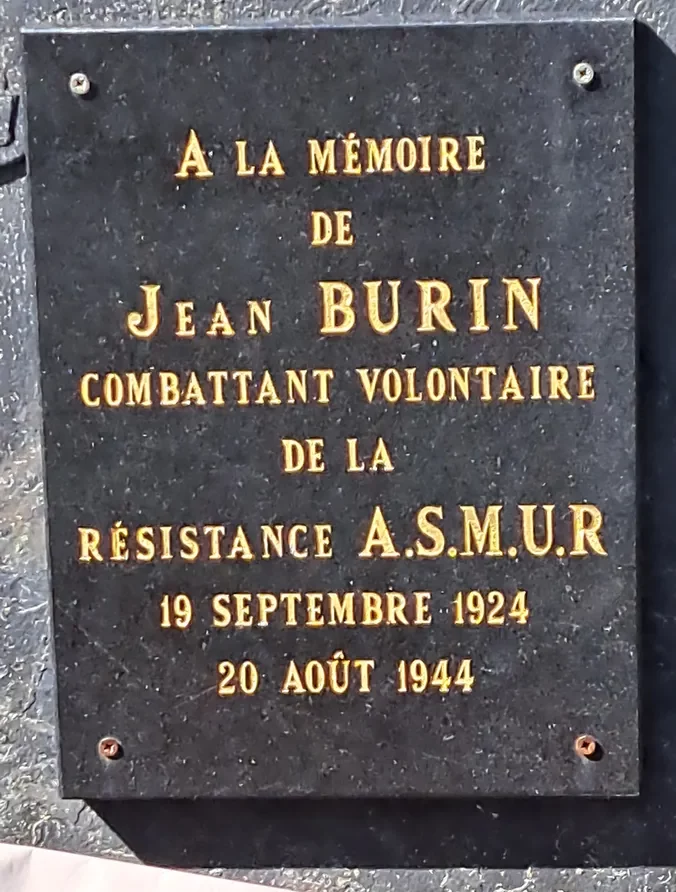 A LA MÉMOIRE
DE
JEAN BURIN
COMBATTANT VOLONTAIRE
DE LA
RÉSISTANCE A.S.M.U.R
19 SEPTEMBRE 1924
20 AOÛT 1944